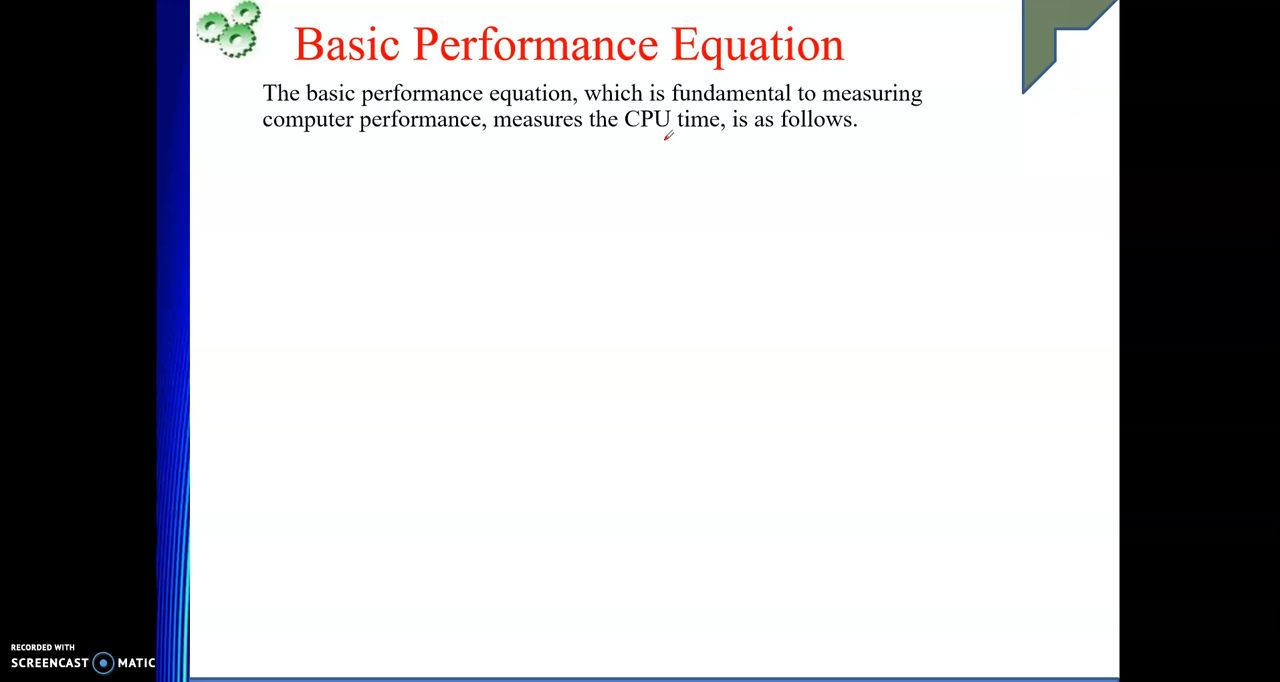 Basic Performance Equation
The basic performance equation, which is fundamental to measuring
computer performance, measures the CPU time, is as follows.
RECORDED WITH
SCREENCAST MATIC